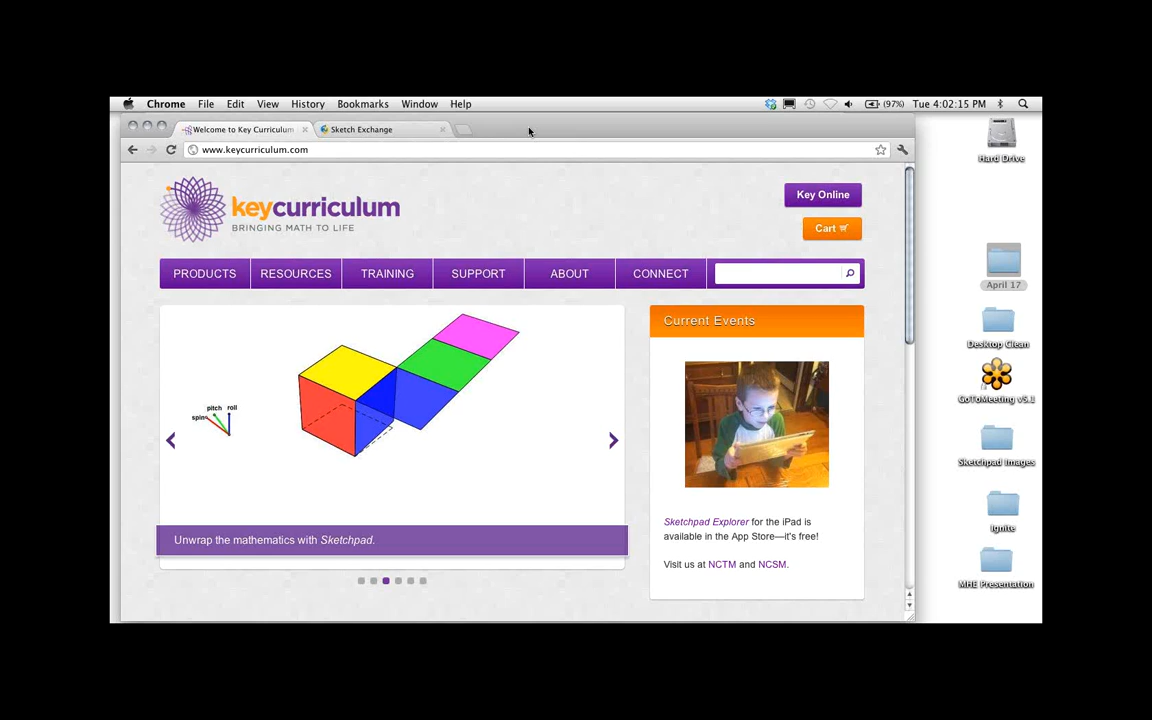 Chrome File Edit View History Bookmarks Window Help (97%) Tue 4:02:15 PM
Welcome to Key Curriculum Sketch Exchange
www.keycurriculum.com
Hard Drive
keycurriculum
BRINGING MATH TO LIFE
Key Online
Cart
PRODUCTS RESOURCES TRAINING SUPPORT ABOUT CONNECT
April 17
Current Events
Desktop Clean
GoToMeeting v5.1
pitch roll
spin
Sketchpad Images
Sketchpad Explorer for the iPad is
available in the App Store—it's free!
Ignite
Unwrap the mathematics with Sketchpad.
Visit us at NCTM and NCSM.
MHE Presentation